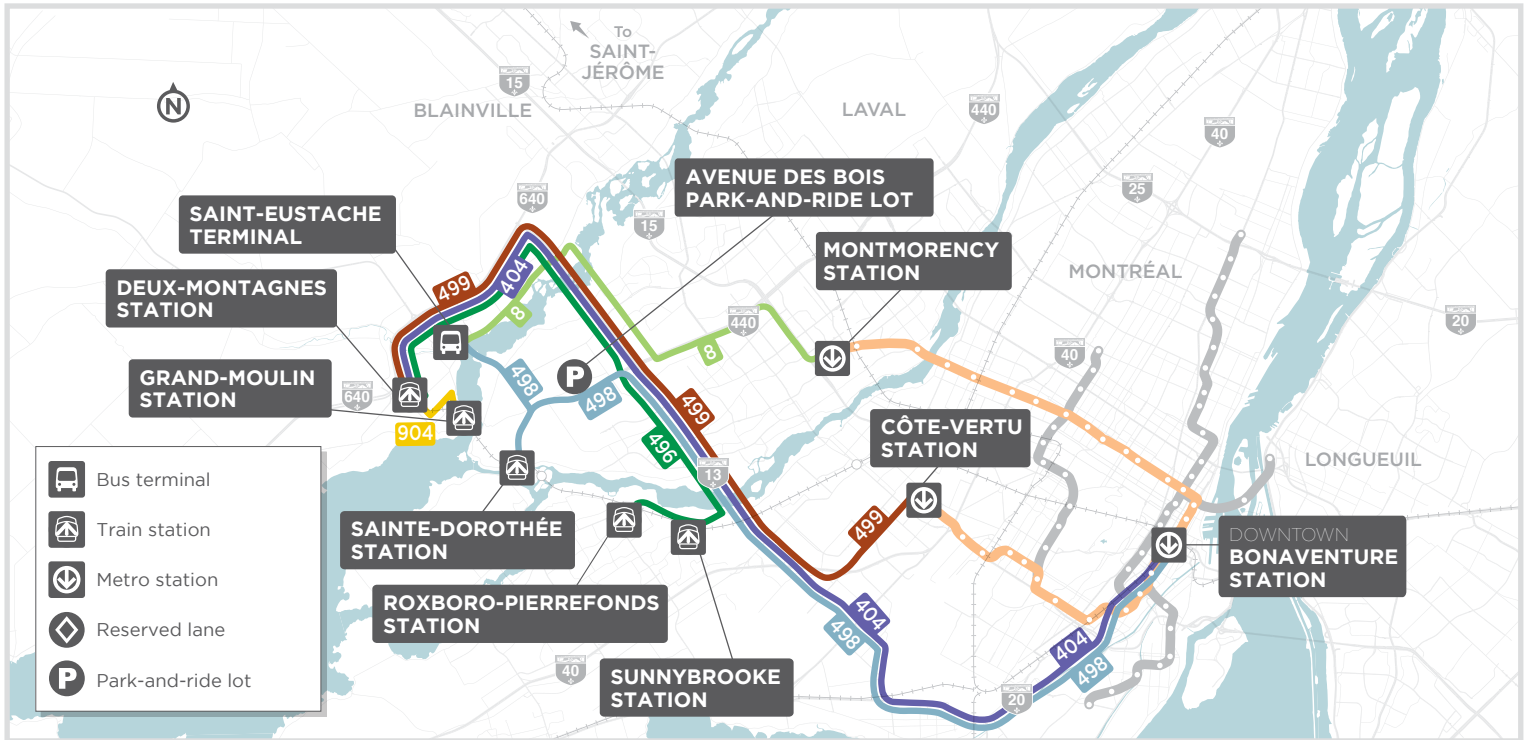 To
SAINT-
JÉRÔME
15
BLAINVILLE
N
LAVAL
440
40
AVENUE DES BOIS
PARK-AND-RIDE LOT
640
25
SAINT-EUSTACHE
TERMINAL
15
MONTMORENCY
STATION
MONTRÉAL
DEUX-MONTAGNES
STATION
499
404
8
440
20
8
40
GRAND-MOULIN
STATION
640
P
498
498
499
904
CÔTE-VERTU
STATION
496
LONGUEUIL
13
Bus terminal
Train station
Metro station
Reserved lane
P
Park-and-ride lot
SAINTE-DOROTHÉE
STATION
499
DOWNTOWN
BONAVENTURE
STATION
ROXBORO-PIERREFONDS
STATION
404
498
404
498
40
SUNNYBROOKE
STATION
20